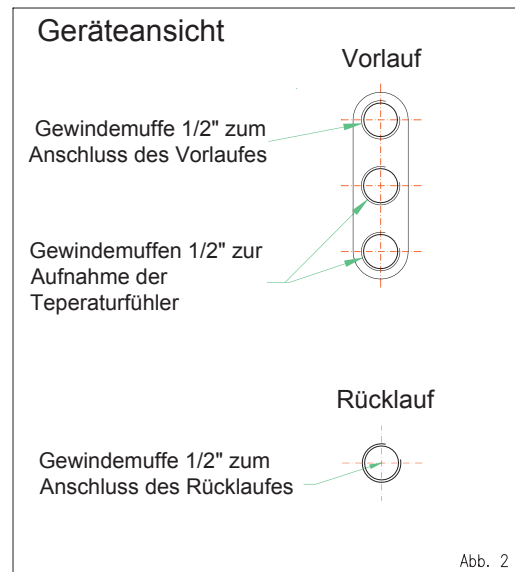 Geräteansicht
Vorlauf
Gewindemuffe 1/2" zum
Anschluss des Vorlaufes
Gewindemuffen 1/2" zur
Aufnahme der
Teperaturfühler
Rücklauf
Gewindemuffe 1/2" zum
Anschluss des Rücklaufes
Abb. 2